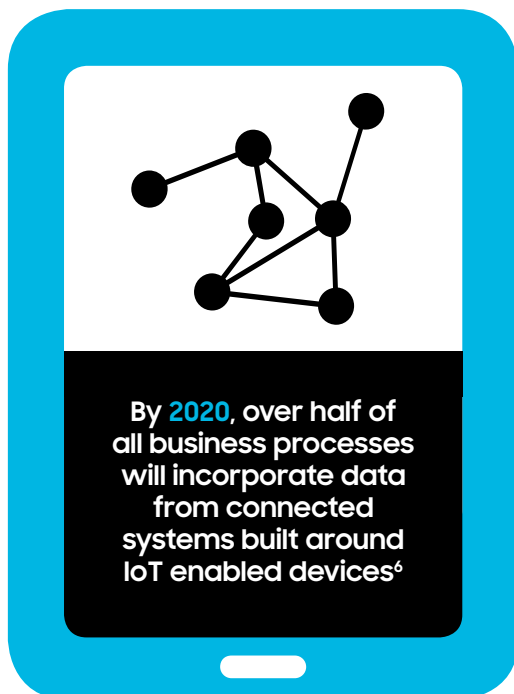 By 2020, over half of
all business processes
will incorporate data
from connected
systems built around
IoT enabled devices⁶